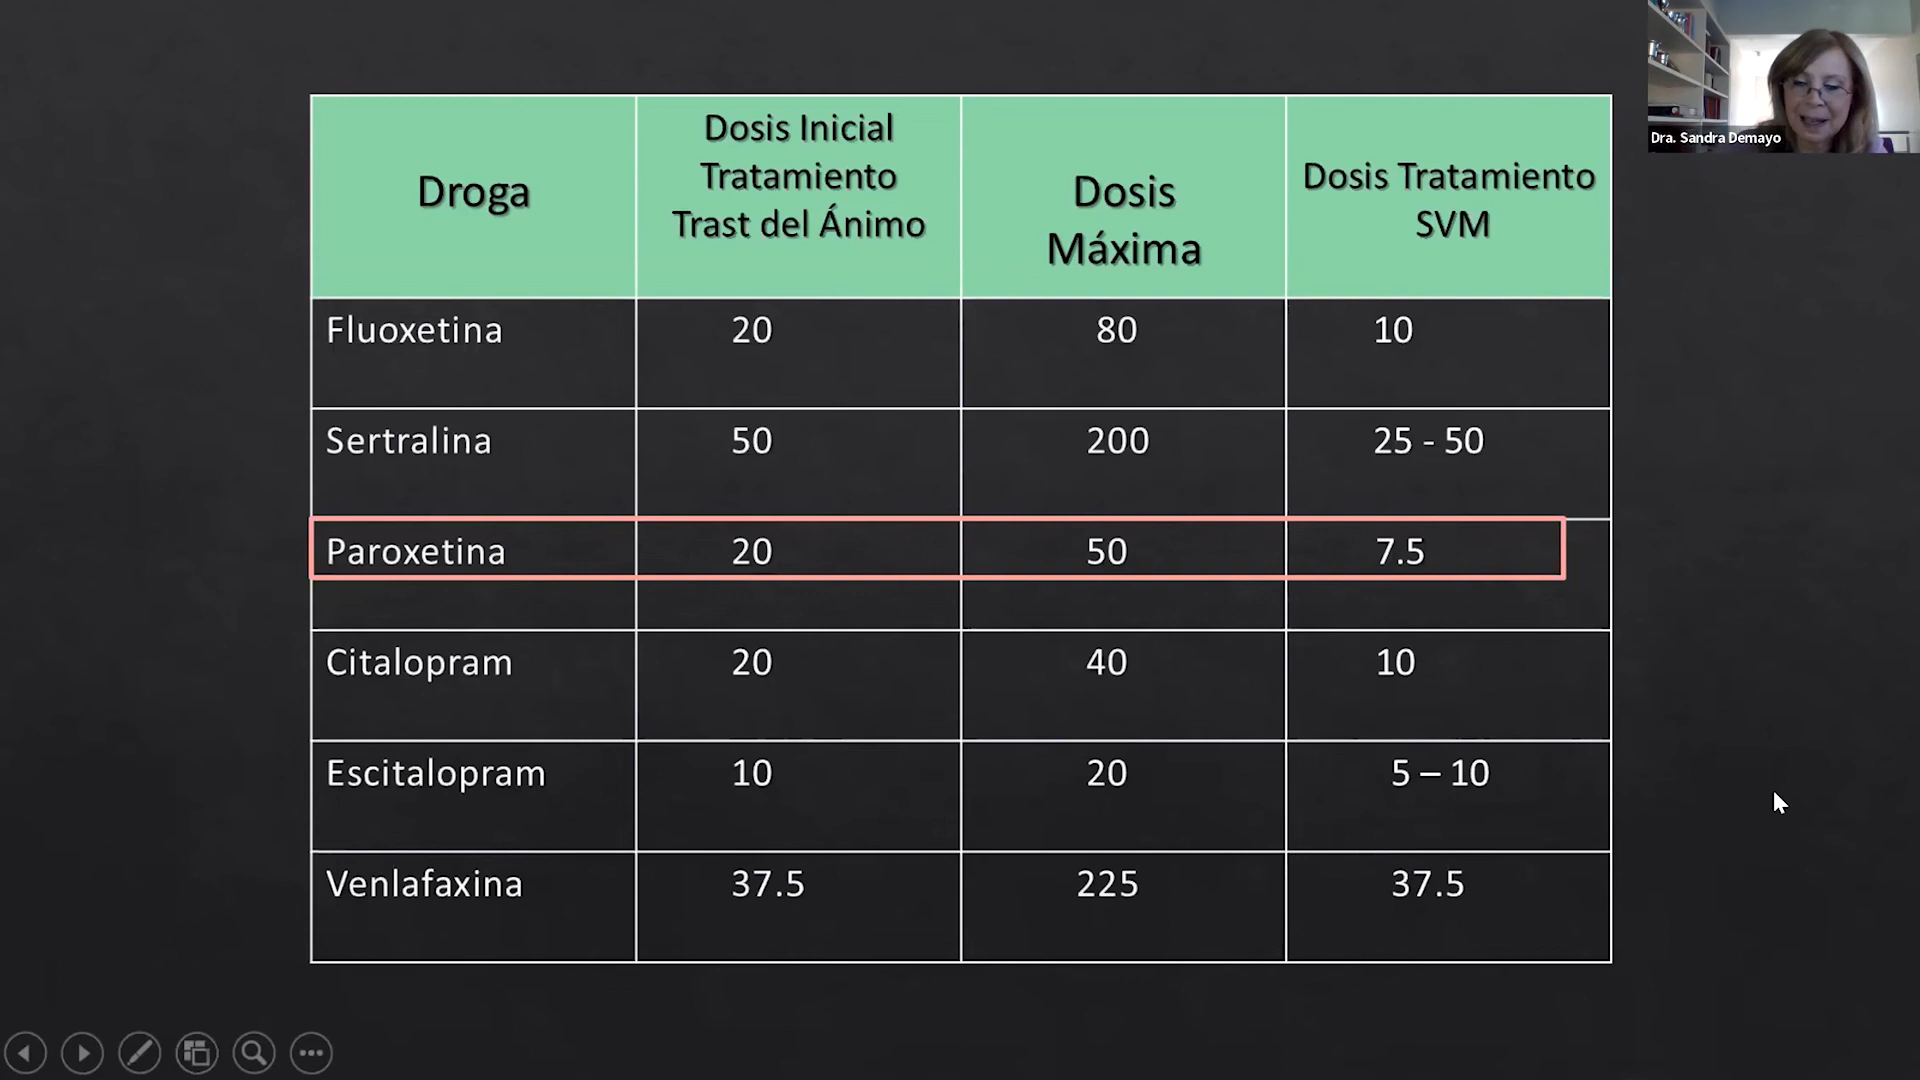 Dra. Sandra Demayo
Droga
Dosis Inicial
Tratamiento
Trast del Ánimo
Dosis
Máxima
Dosis Tratamiento
SVM
Fluoxetina 20 80 10
Sertralina 50 200 25 - 50
Paroxetina 20 50 7.5
Citalopram 20 40 10
Escitalopram 10 20 5 – 10
Venlafaxina 37.5 225 37.5